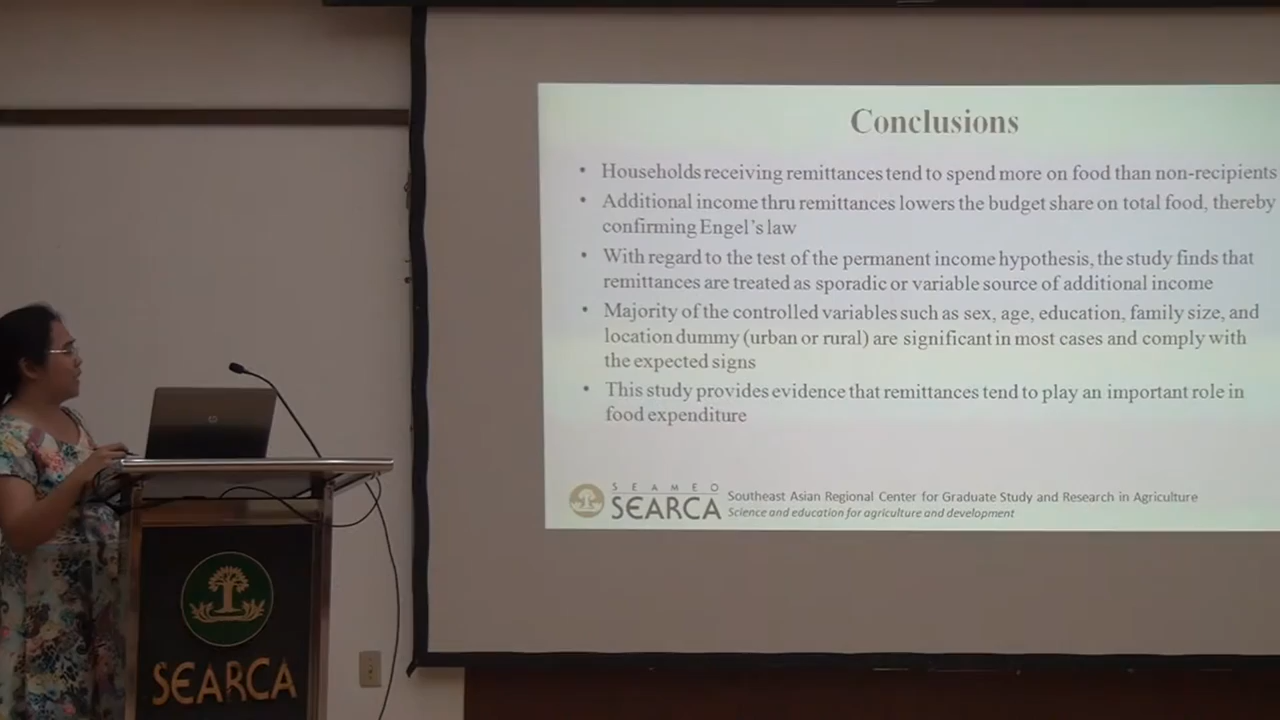 Conclusions
• Households receiving remittances tend to spend more on food than non-recipients
• Additional income thru remittances lowers the budget share on total food, thereby
confirming Engel's law
• With regard to the test of the permanent income hypothesis, the study finds that
remittances are treated as sporadic or variable source of additional income
• Majority of the controlled variables such as sex, age, education, family size, and
location dummy (urban or rural) are significant in most cases and comply with
the expected signs
• This study provides evidence that remittances tend to play an important role in
food expenditure
SEAMEO
SEARCA
Southeast Asian Regional Center for Graduate Study and Research in Agriculture
Science and education for agriculture and development
hp
SEARCA